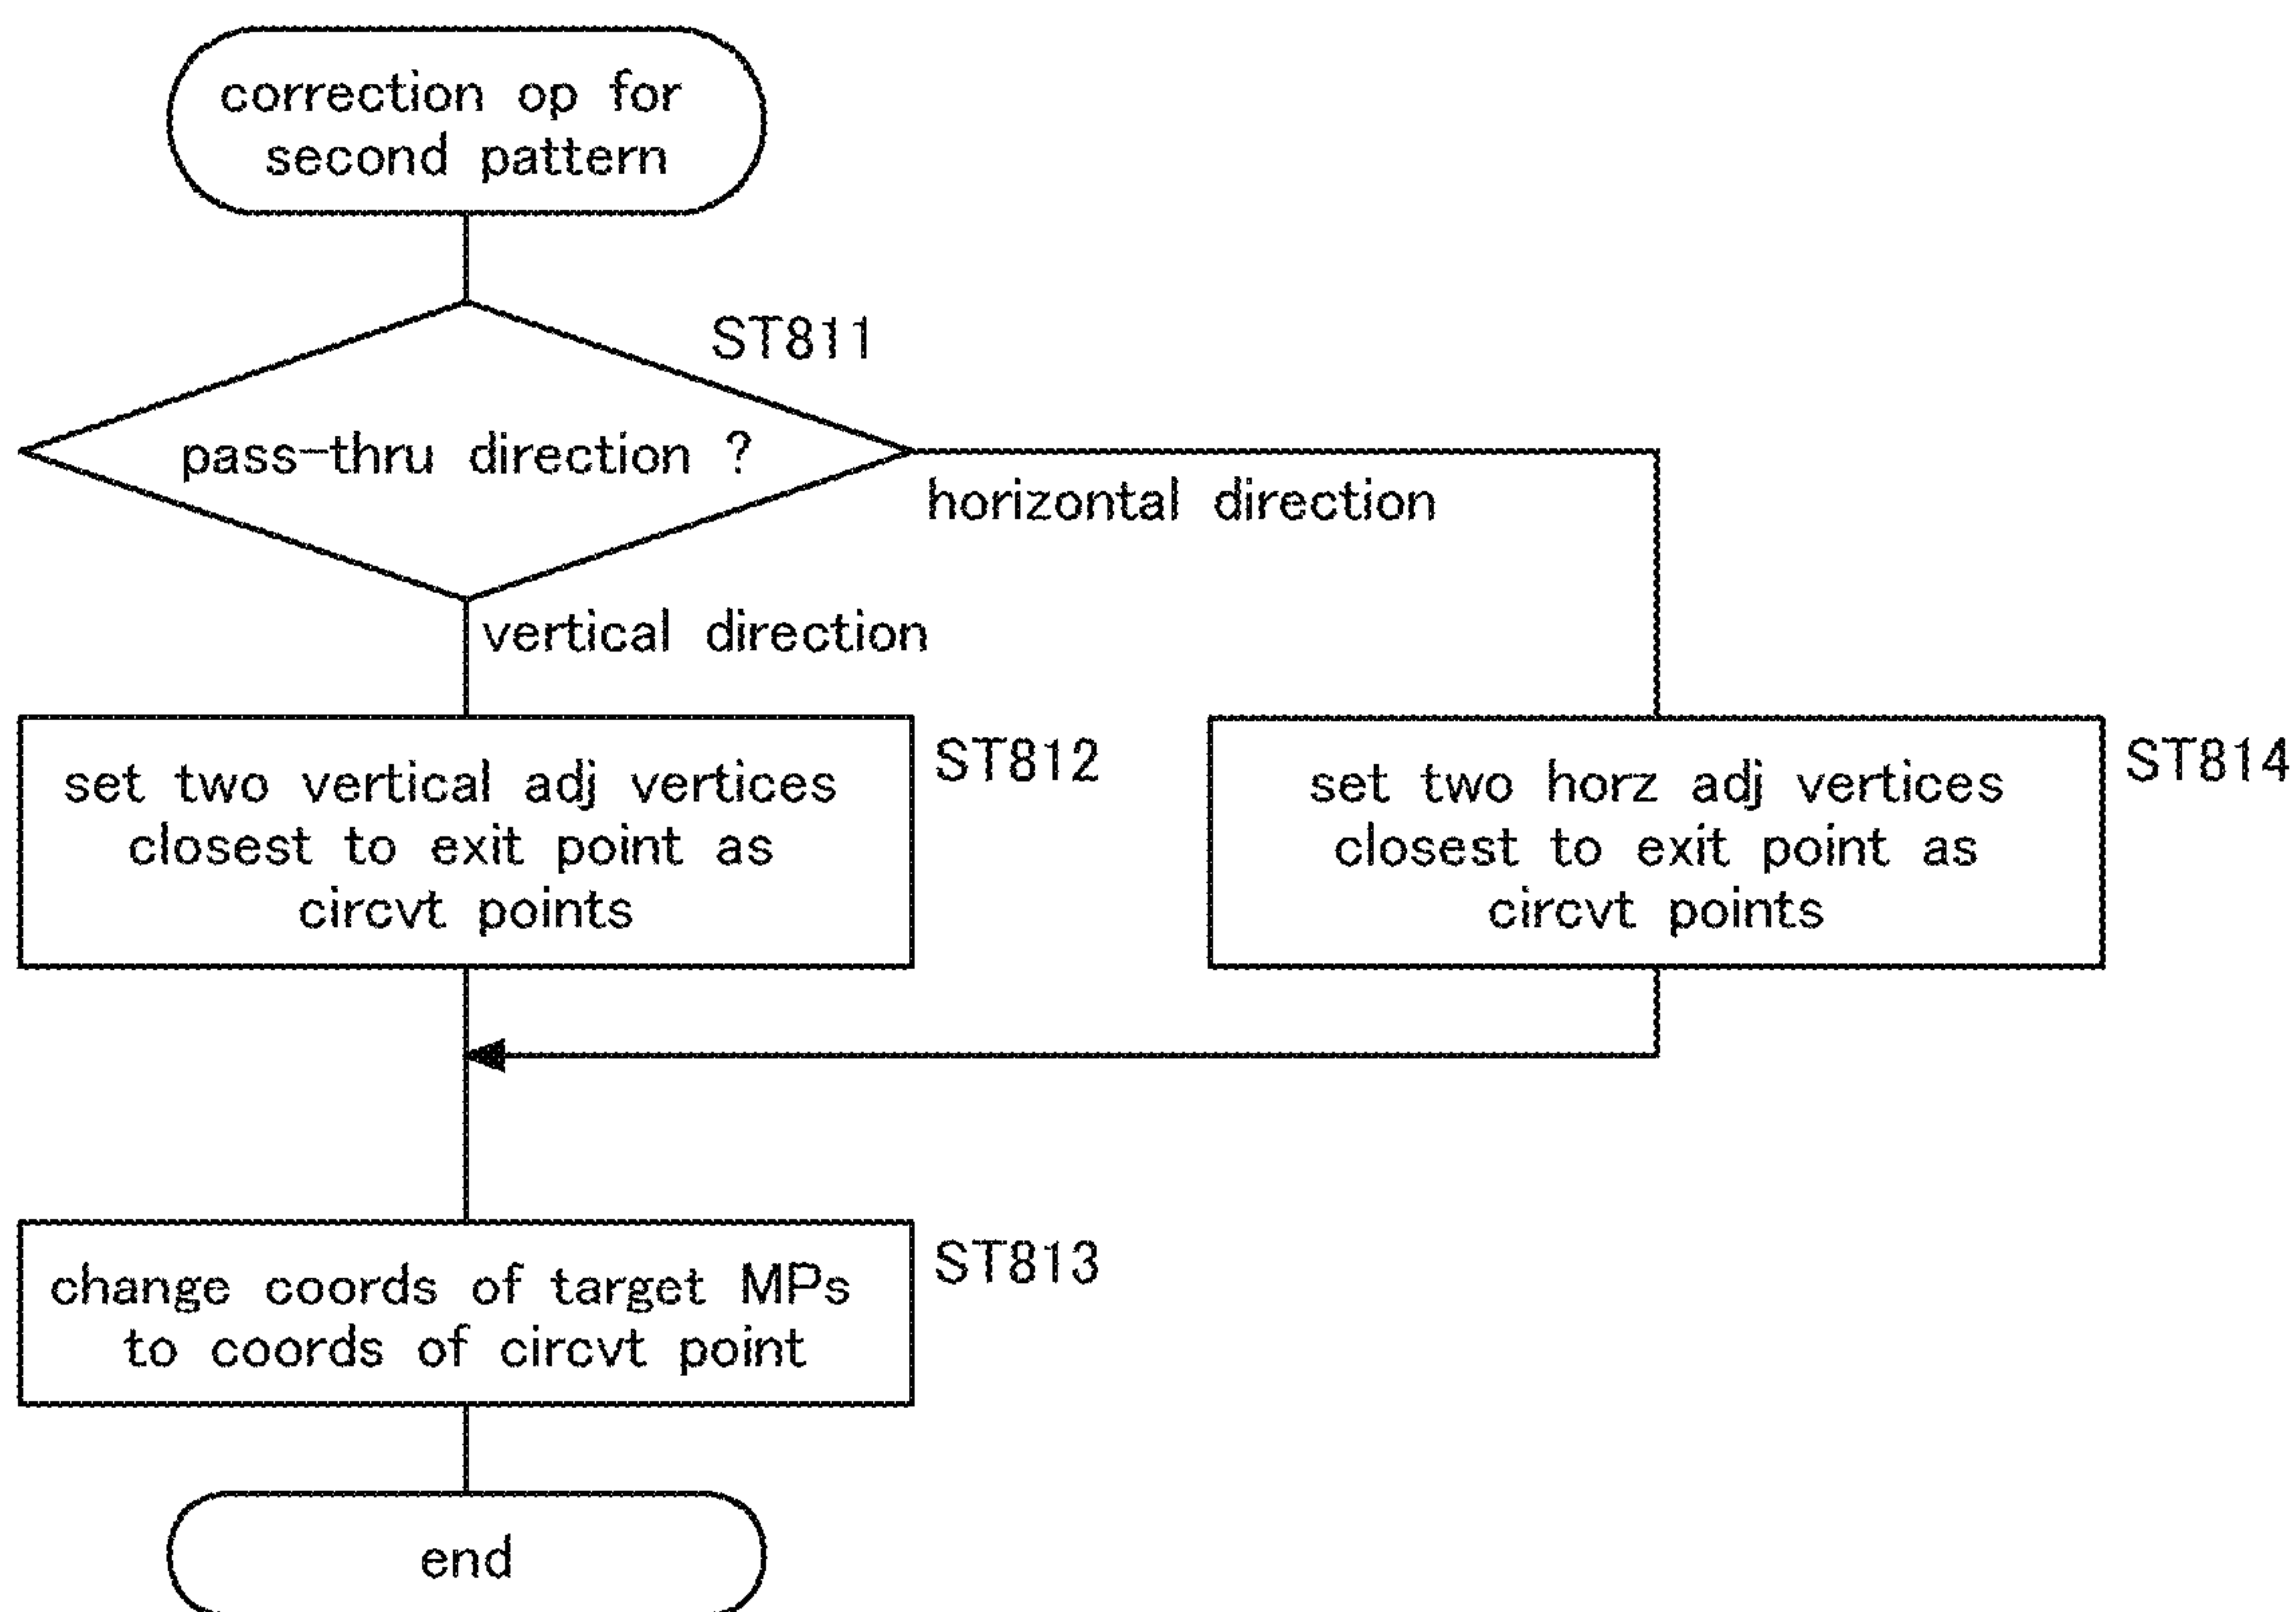 correction op for
second pattern
ST811
pass-thru direction ?
horizontal direction
vertical direction
set two vertical adj vertices
closest to exit point as
circvt points
ST812
set two horz adj vertices
closest to exit point as
circvt points
ST814
change coords of target MPs
to coords of circvt point
ST813
end